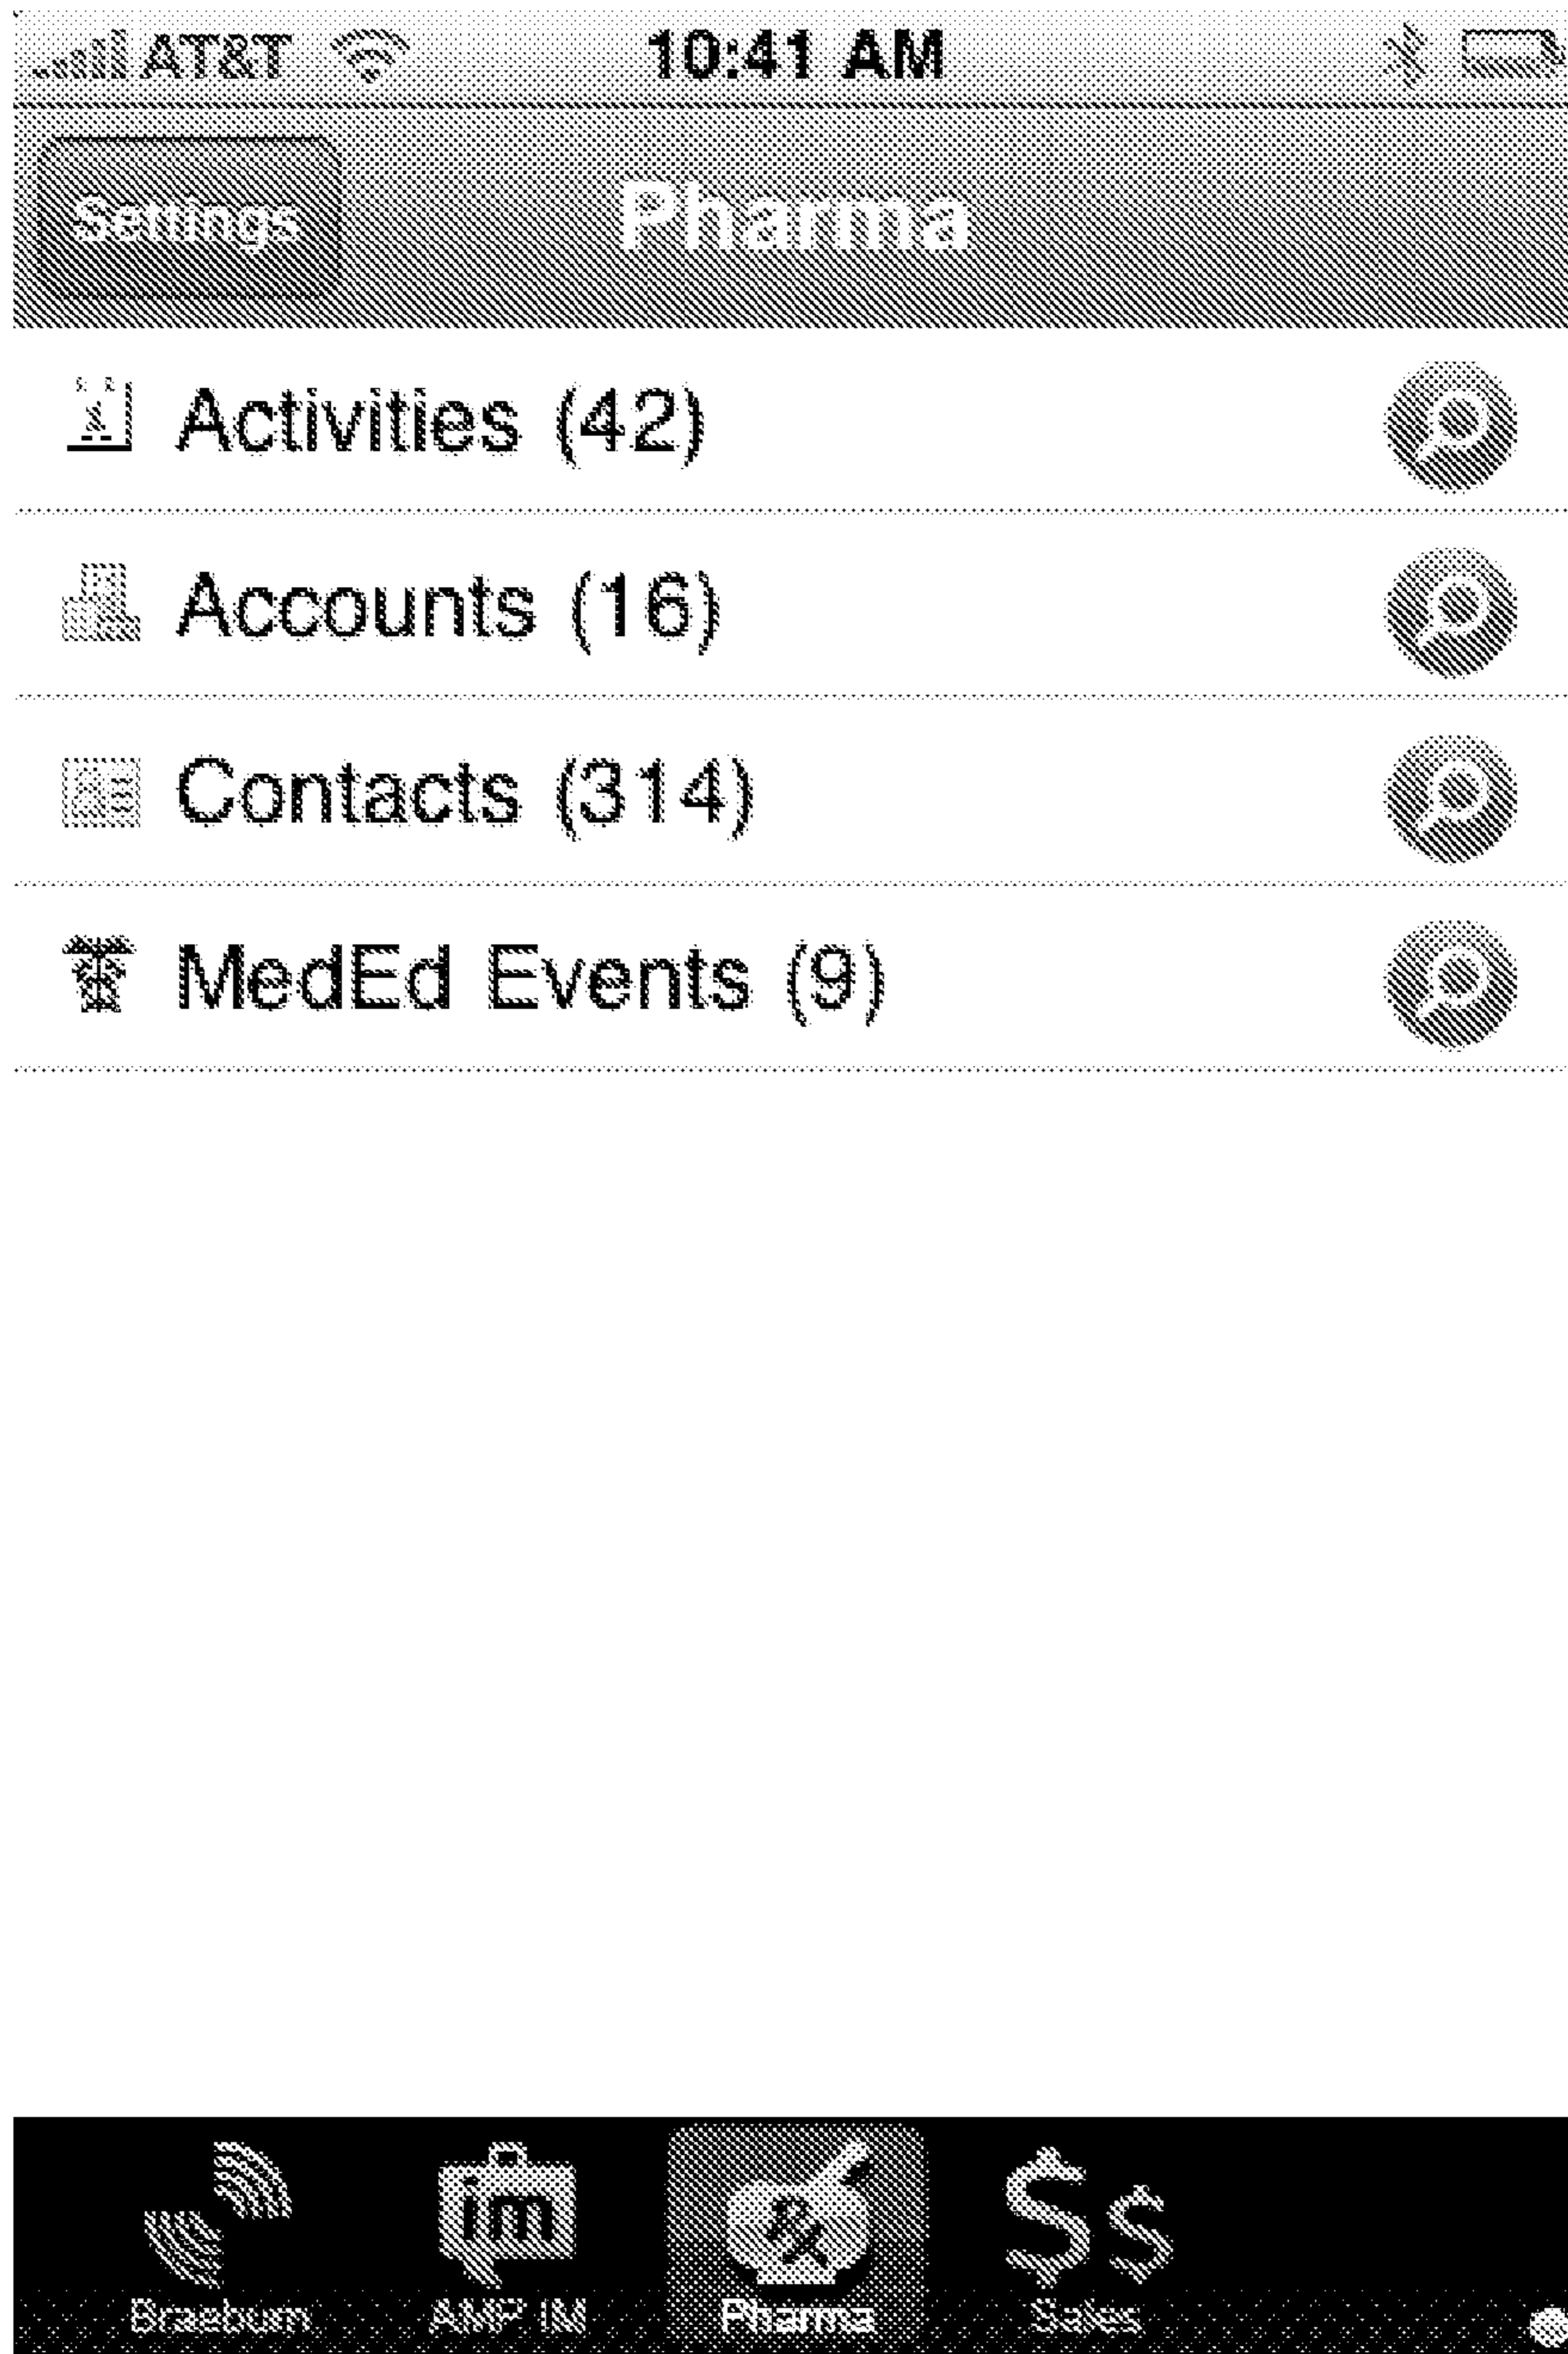 AT&T 10:41 AM
Settings Pharma
Activities (42)
Accounts (16)
Contacts (314)
MedEd Events (9)
im Rx $s
Braeburn AMP IM Pharma Sales